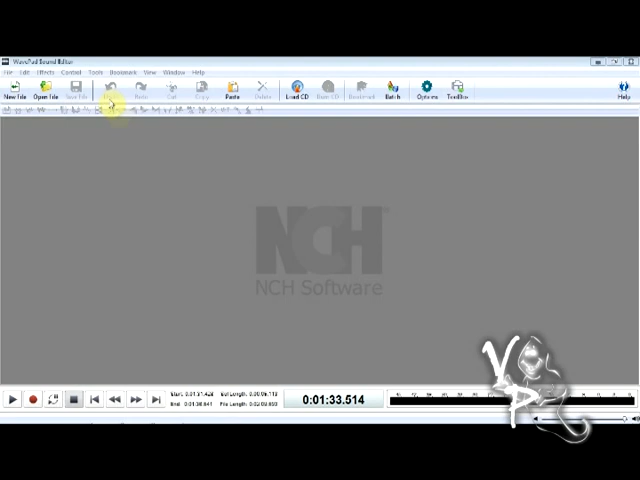 WavePad Sound Editor
File Edit Effects Control Tools Bookmark View Window Help
New File Open File Save File Undo Redo Cut Copy Paste Delete Load CD Burn CD Bookmark Batch Options ToolBox Help
NCH
NCH Software
0:01:33.514
VP